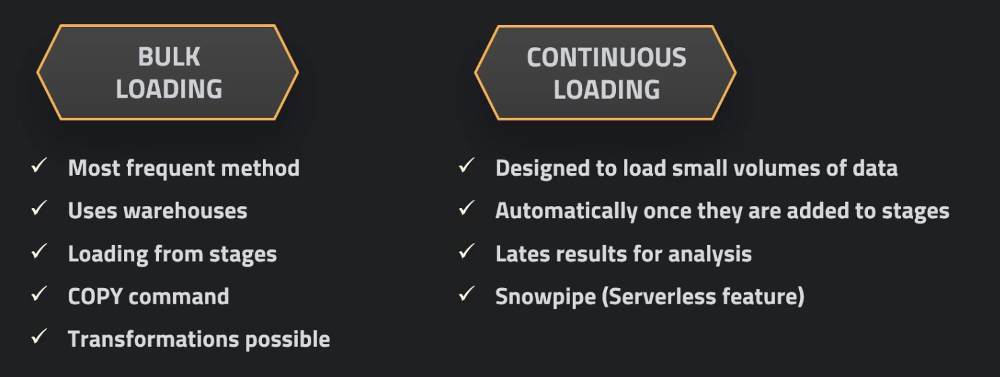 BULK
LOADING
✓ Most frequent method
✓ Uses warehouses
✓ Loading from stages
✓ COPY command
✓ Transformations possible
CONTINUOUS
LOADING
✓ Designed to load small volumes of data
✓ Automatically once they are added to stages
✓ Lates results for analysis
✓ Snowpipe (Serverless feature)